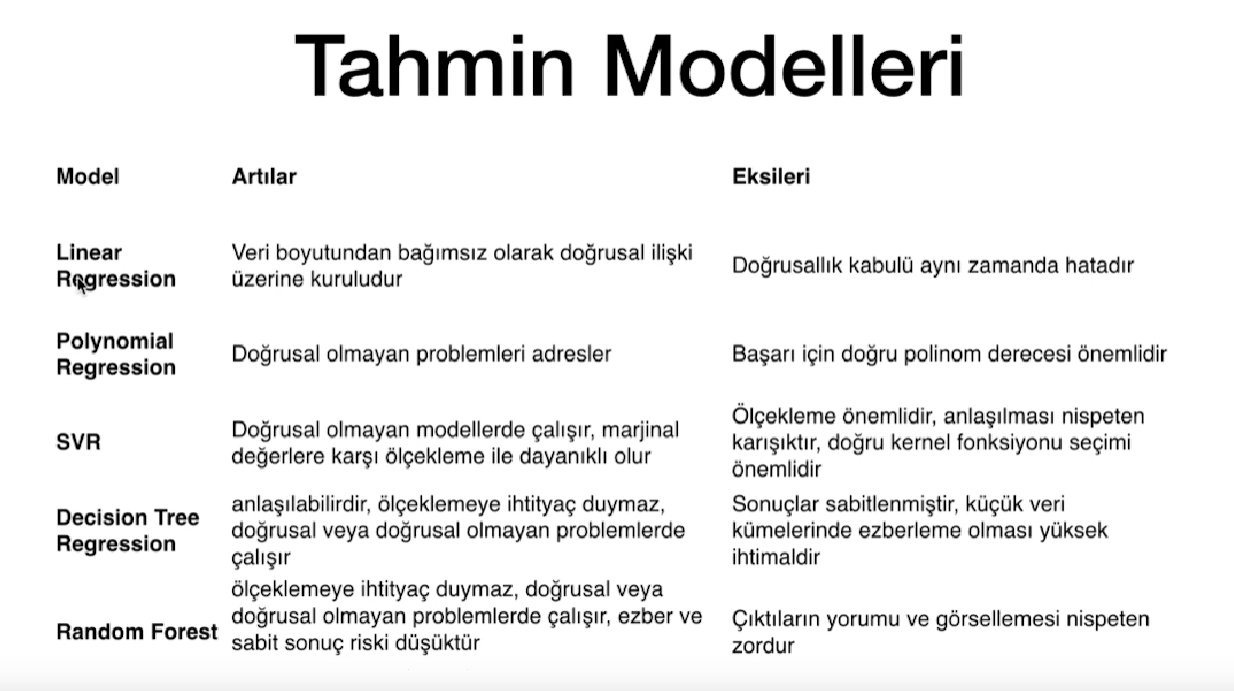 Tahmin Modelleri
Model Artılar Eksileri
Linear Regression
Veri boyutundan bağımsız olarak doğrusal ilişki
üzerine kuruludur
Doğrusallık kabulü aynı zamanda hatadır
Polynomial
Regression
Doğrusal olmayan problemleri adresler
Başarı için doğru polinom derecesi önemlidir
SVR
Doğrusal olmayan modellerde çalışır, marjinal
değerlere karşı ölçekleme ile dayanıklı olur
Ölçekleme önemlidir, anlaşılması nispeten
karışıktır, doğru kernel fonksiyonu seçimi
önemlidir
Decision Tree
Regression
anlaşılabilirdir, ölçeklemeye ihtityaç duymaz,
doğrusal veya doğrusal olmayan problemlerde
çalışır
Sonuçlar sabitlenmiştir, küçük veri
kümelerinde ezberleme olması yüksek
ihtimaldir
Random Forest
ölçeklemeye ihtityaç duymaz, doğrusal veya
doğrusal olmayan problemlerde çalışır, ezber ve
sabit sonuç riski düşüktür
Çıktıların yorumu ve görsellemesi nispeten
zordur